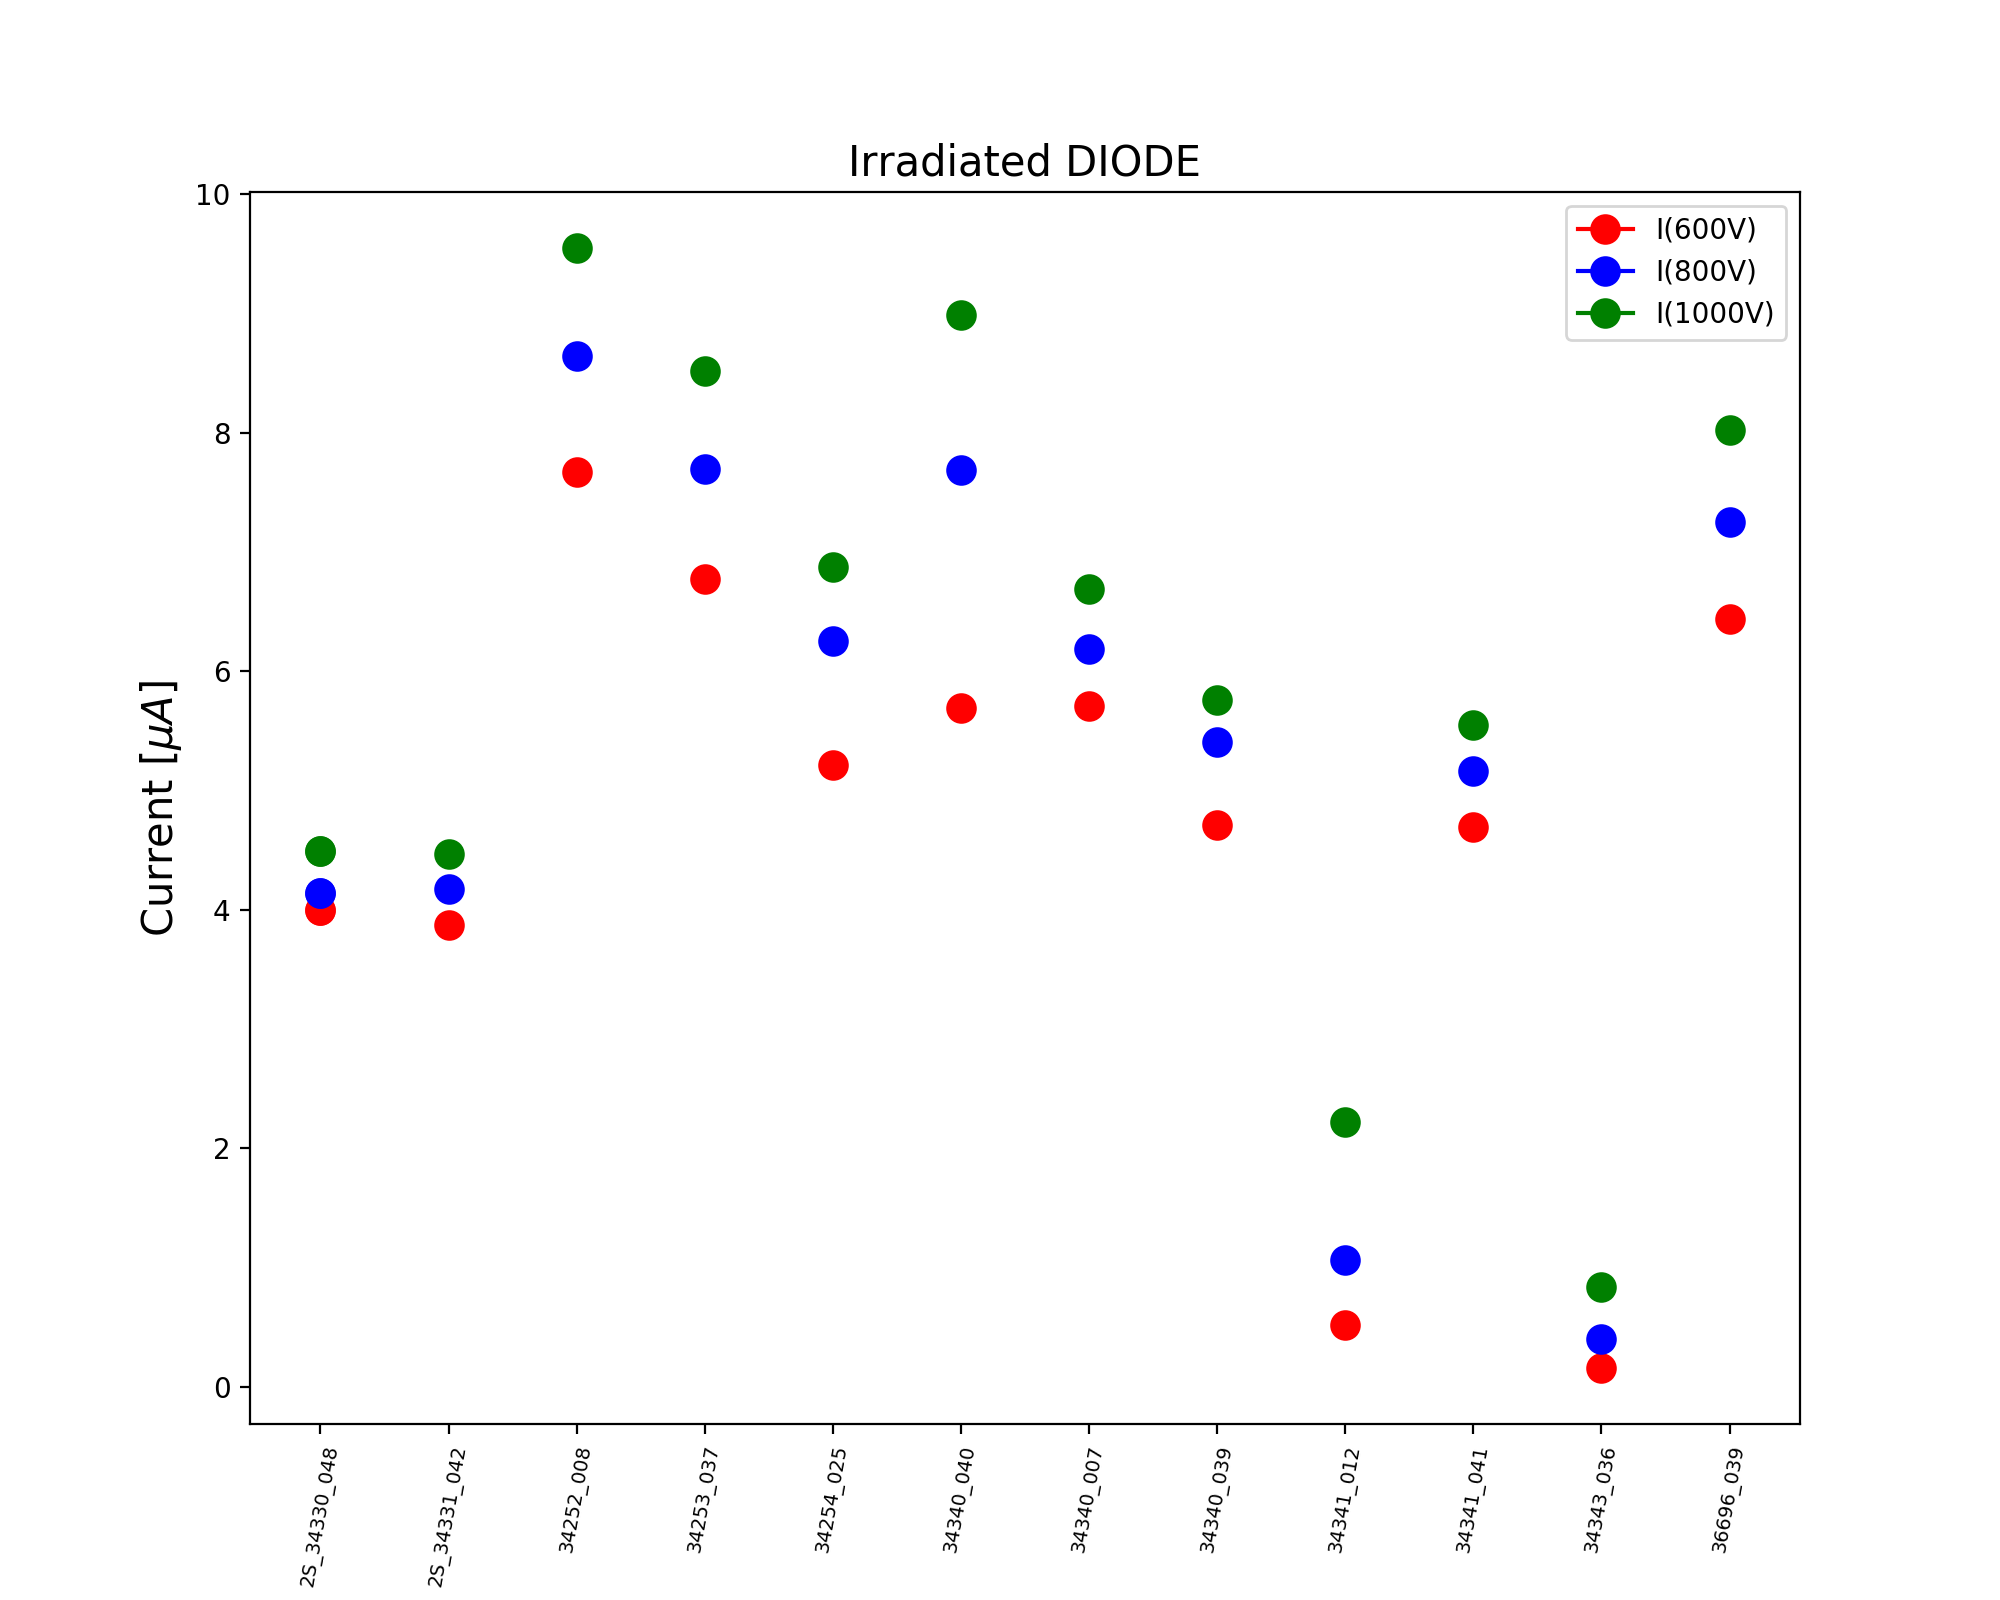 Irradiated DIODE
10
8
6
4
2
0
Current [μA]
I(600V)
I(800V)
I(1000V)
2S_34330_048
2S_34331_042
34252_008
34253_037
34254_025
34340_040
34340_007
34340_039
34341_012
34341_041
34343_036
36696_039